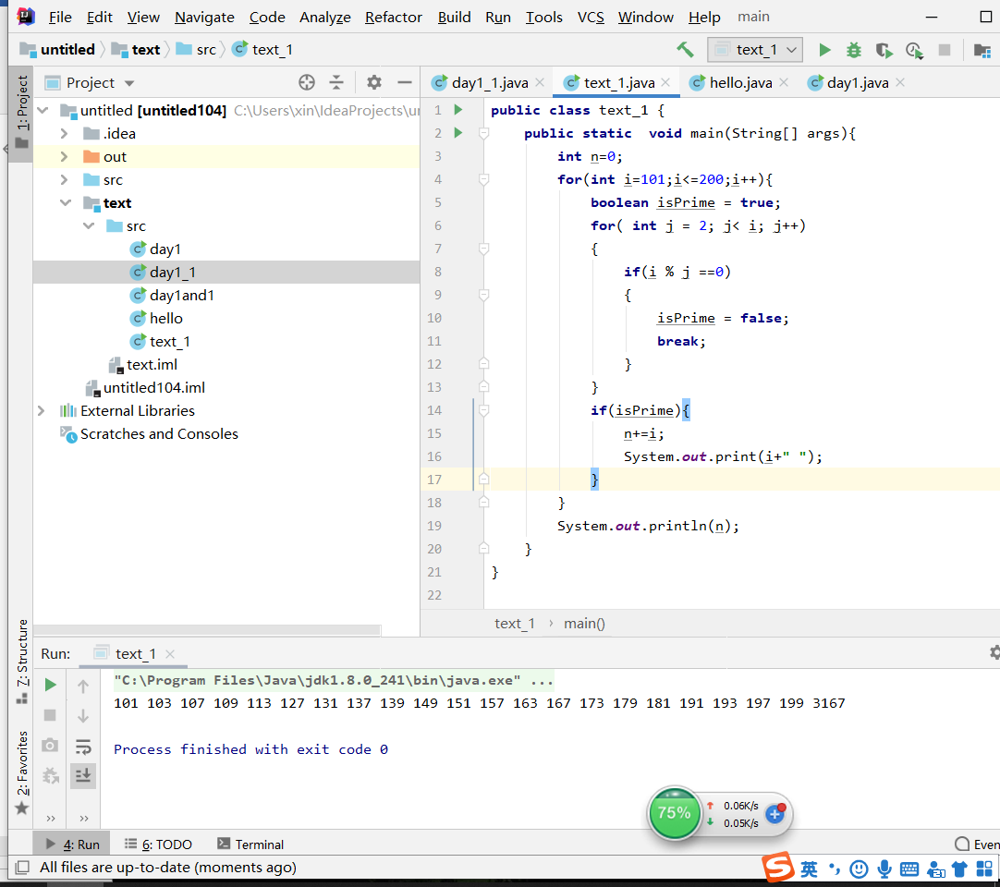 File Edit View Navigate Code Analyze Refactor Build Run Tools VCS Window Help main
untitled text src text_1
text_1
1: Project
Project
day1_1.java text_1.java hello.java day1.java
untitled [untitled104] C:\Users\xin\IdeaProjects\un
.idea
out
src
text
src
day1
day1_1
day1and1
hello
text_1
text.iml
untitled104.iml
External Libraries
Scratches and Consoles
1 public class text_1 {
2 public static  void main(String[] args){
3 int n=0;
4 for(int i=101;i<=200;i++){
5 boolean isPrime = true;
6 for( int j = 2; j< i; j++)
7 {
8 if(i % j ==0)
9 {
10 isPrime = false;
11 break;
12 }
13 }
14 if(isPrime){
15 n+=i;
16 System.out.print(i+" ");
17 }
18 }
19 System.out.println(n);
20 }
21 }
22
text_1 › main()
7: Structure
2: Favorites
Run: text_1
"C:\Program Files\Java\jdk1.8.0_241\bin\java.exe" ...
101 103 107 109 113 127 131 137 139 149 151 157 163 167 173 179 181 191 193 197 199 3167
Process finished with exit code 0
75%
0.06K/s
0.05K/s
4: Run 6: TODO Terminal Even
All files are up-to-date (moments ago)
S 英